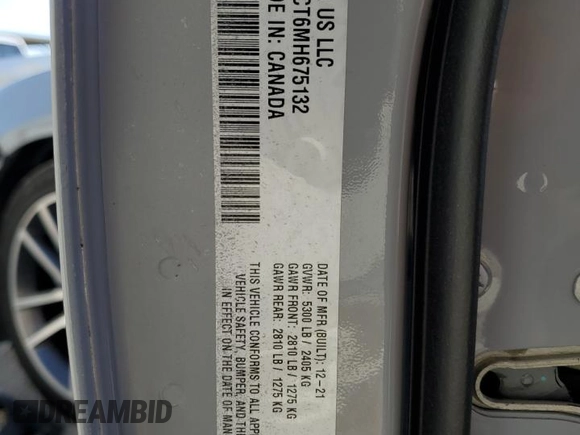 US LLC
CT6MH675132
DE IN: CANADA
DATE OF MFR (BUILT): 12-21
GVWR: 5300 LB / 2405 KG
GAWR FRONT: 2810 LB / 1275 KG
GAWR REAR: 2810 LB / 1275 KG
THIS VEHICLE CONFORMS TO ALL APP
VEHICLE SAFETY, BUMPER, AND THE
IN EFFECT ON THE DATE OF MAN
DREAMBID